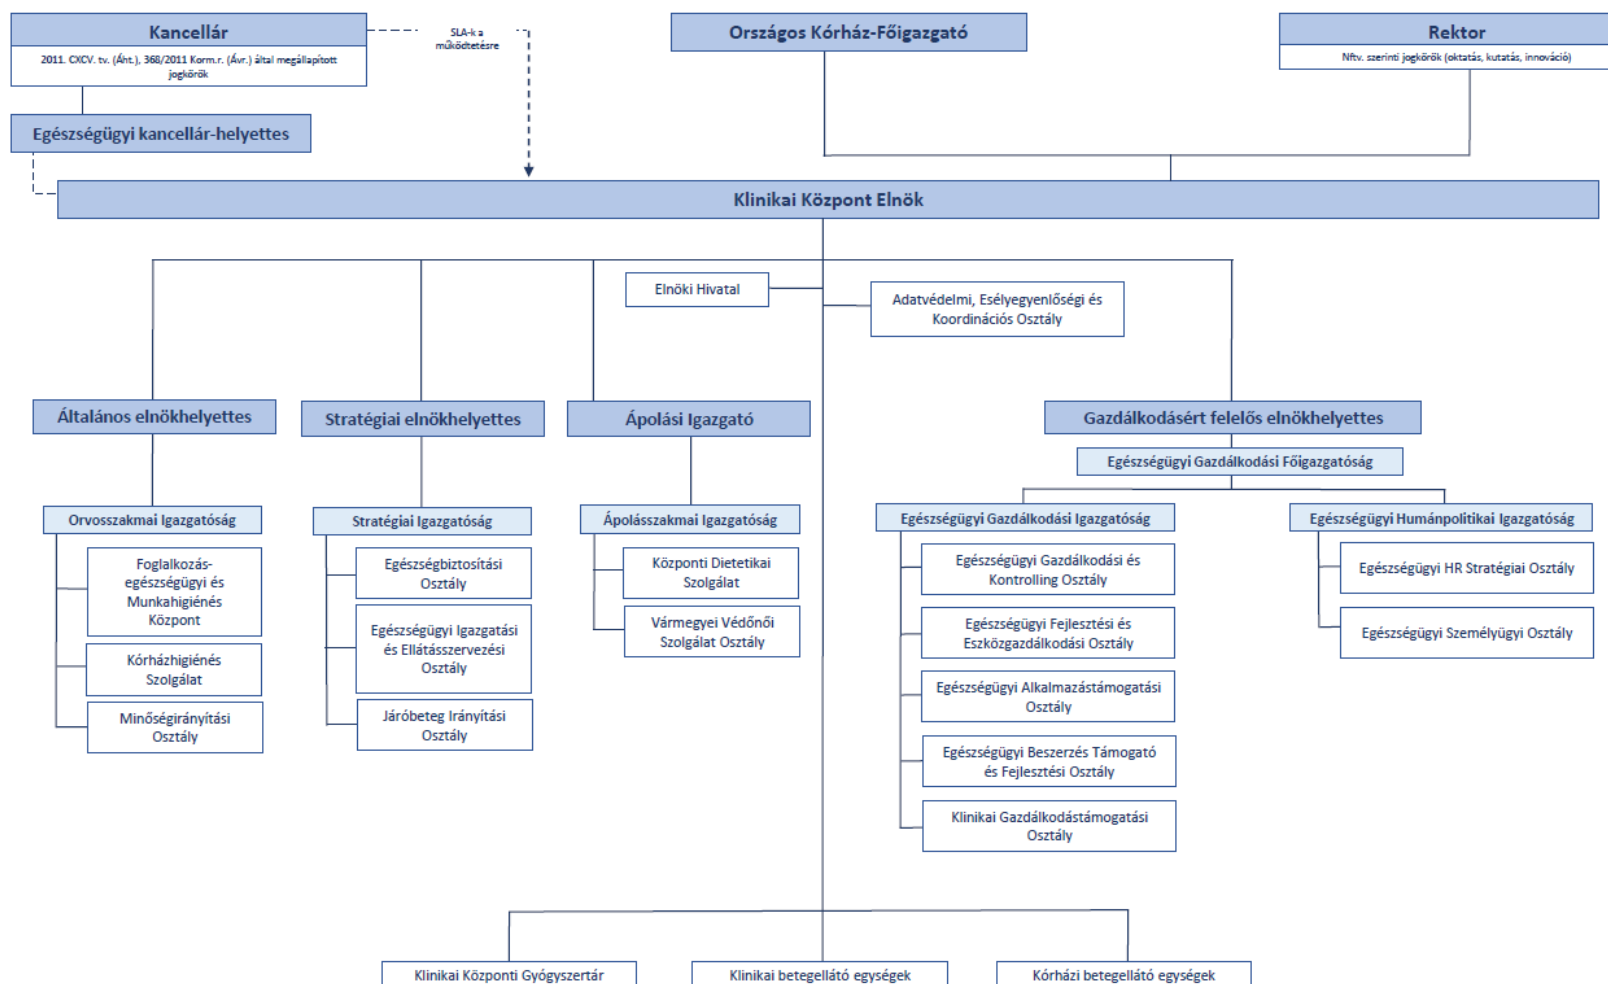 Kancellár
2011. CXCV. tv. (Áht.), 368/2011 Korm.r. (Ávr.) által megállapított
jogkörök
SLA-k a
működtetésre
Országos Kórház-Főigazgató
Rektor
Nftv. szerinti jogkörök (oktatás, kutatás, innováció)
Egészségügyi kancellár-helyettes
Klinikai Központ Elnök
Elnöki Hivatal
Adatvédelmi, Esélyegyenlőségi és
Koordinációs Osztály
Általános elnökhelyettes
Stratégiai elnökhelyettes
Ápolási Igazgató
Gazdálkodásért felelős elnökhelyettes
Egészségügyi Gazdálkodási Főigazgatóság
Orvosszakmai Igazgatóság
Foglalkozás-
egészségügyi és
Munkahigiénés
Központ
Kórházhigiénés
Szolgálat
Minőségirányítási
Osztály
Stratégiai Igazgatóság
Egészségbiztosítási
Osztály
Egészségügyi Igazgatási
és Ellátásszervezési
Osztály
Járóbeteg Irányítási
Osztály
Ápolásszakmai Igazgatóság
Központi Dietetikai
Szolgálat
Vármegyei Védőnői
Szolgálat Osztály
Egészségügyi Gazdálkodási Igazgatóság
Egészségügyi Gazdálkodási és
Kontrolling Osztály
Egészségügyi Fejlesztési és
Eszközgazdálkodási Osztály
Egészségügyi Alkalmazástámogatási
Osztály
Egészségügyi Beszerzés Támogató
és Fejlesztési Osztály
Klinikai Gazdálkodástámogatási
Osztály
Egészségügyi Humánpolitikai Igazgatóság
Egészségügyi HR Stratégiai Osztály
Egészségügyi Személyügyi Osztály
Klinikai Központi Gyógyszertár
Klinikai betegellátó egységek
Kórházi betegellátó egységek